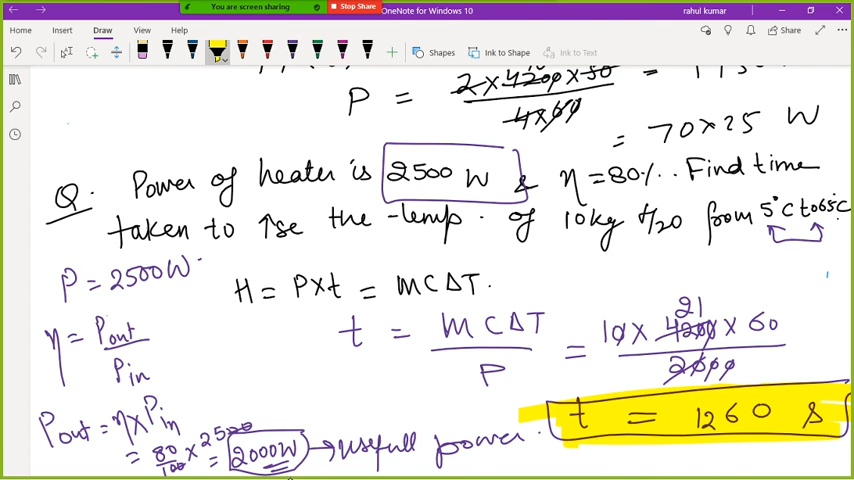 You are screen sharing
Stop Share
OneNote for Windows 10
rahul kumar
Home Insert Draw View
Share
Shapes Ink to Shape Ink to Text
P = 2×4200×50 / 4×60 =
= 70×25 W
Q. Power of heater is 2500 W & η=80%. Find time
taken to ↑se the temp. of 10kg H20 from 5°C to 65°C
P = 2500W
H = P×t = MCΔT.
η = Pout / Pin
t = MCΔT / P = 10 × 4200 × 60 / 2000
21
Pout = η×Pin
= 80/100 × 2500 = 2000W → usefull power.
t = 1260 s